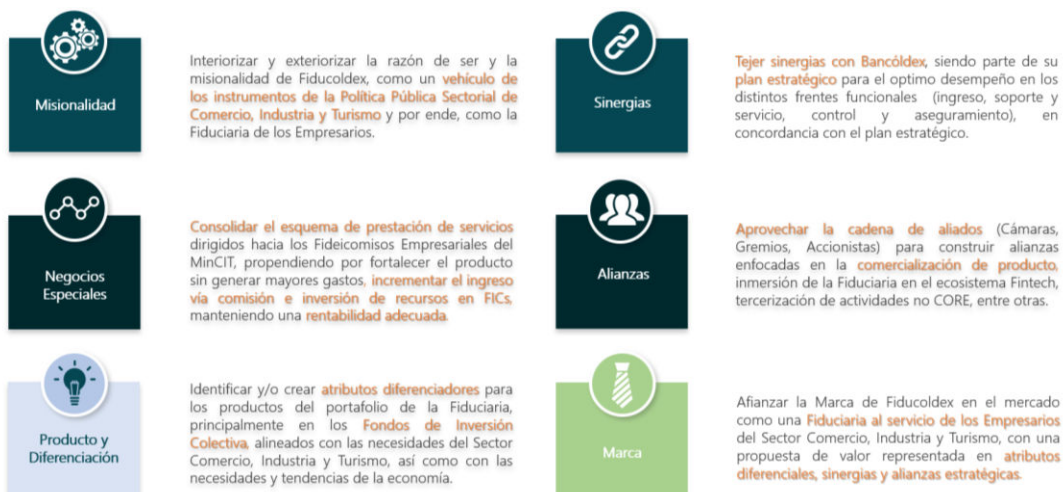 Misionalidad
Interiorizar y exteriorizar la razón de ser y la
misionalidad de Fiducoldex, como un vehículo de
los instrumentos de la Política Pública Sectorial de
Comercio, Industria y Turismo y por ende, como la
Fiduciaria de los Empresarios.
Sinergias
Tejer sinergias con Bancóldex, siendo parte de su
plan estratégico para el optimo desempeño en los
distintos frentes funcionales (ingreso, soporte y
servicio, control y aseguramiento), en
concordancia con el plan estratégico.
Negocios
Especiales
Consolidar el esquema de prestación de servicios
dirigidos hacia los Fideicomisos Empresariales del
MinCIT, propendiendo por fortalecer el producto
sin generar mayores gastos, incrementar el ingreso
vía comisión e inversión de recursos en FICs,
manteniendo una rentabilidad adecuada.
Alianzas
Aprovechar la cadena de aliados (Cámaras,
Gremios, Accionistas) para construir alianzas
enfocadas en la comercialización de producto,
inmersión de la Fiduciaria en el ecosistema Fintech,
tercerización de actividades no CORE, entre otras.
Producto y
Diferenciación
Identificar y/o crear atributos diferenciadores para
los productos del portafolio de la Fiduciaria,
principalmente en los Fondos de Inversión
Colectiva, alineados con las necesidades del Sector
Comercio, Industria y Turismo, así como con las
necesidades y tendencias de la economía.
Marca
Afianzar la Marca de Fiducoldex en el mercado
como una Fiduciaria al servicio de los Empresarios
del Sector Comercio, Industria y Turismo, con una
propuesta de valor representada en atributos
diferenciales, sinergias y alianzas estratégicas.